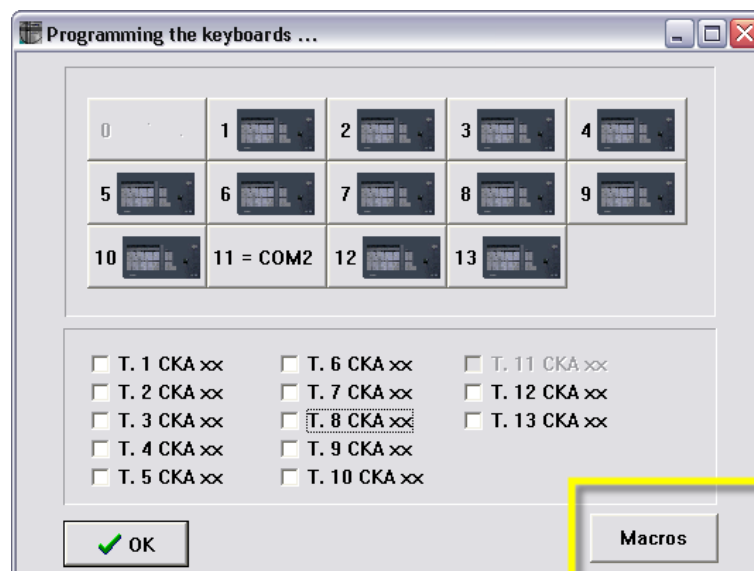 Programming the keyboards ...
0 1 2 3 4
5 6 7 8 9
10 11 = COM2 12 13
T. 1 CKA xx T. 6 CKA xx T. 11 CKA xx
T. 2 CKA xx T. 7 CKA xx T. 12 CKA xx
T. 3 CKA xx T. 8 CKA xx T. 13 CKA xx
T. 4 CKA xx T. 9 CKA xx
T. 5 CKA xx T. 10 CKA xx
OK Macros